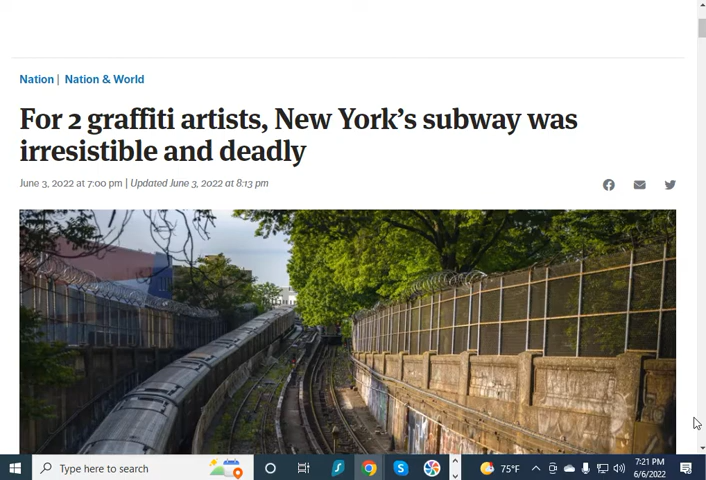 Nation | Nation & World
For 2 graffiti artists, New York’s subway was
irresistible and deadly
June 3, 2022 at 7:00 pm | Updated June 3, 2022 at 8:13 pm
Type here to search
75°F
7:21 PM
6/6/2022